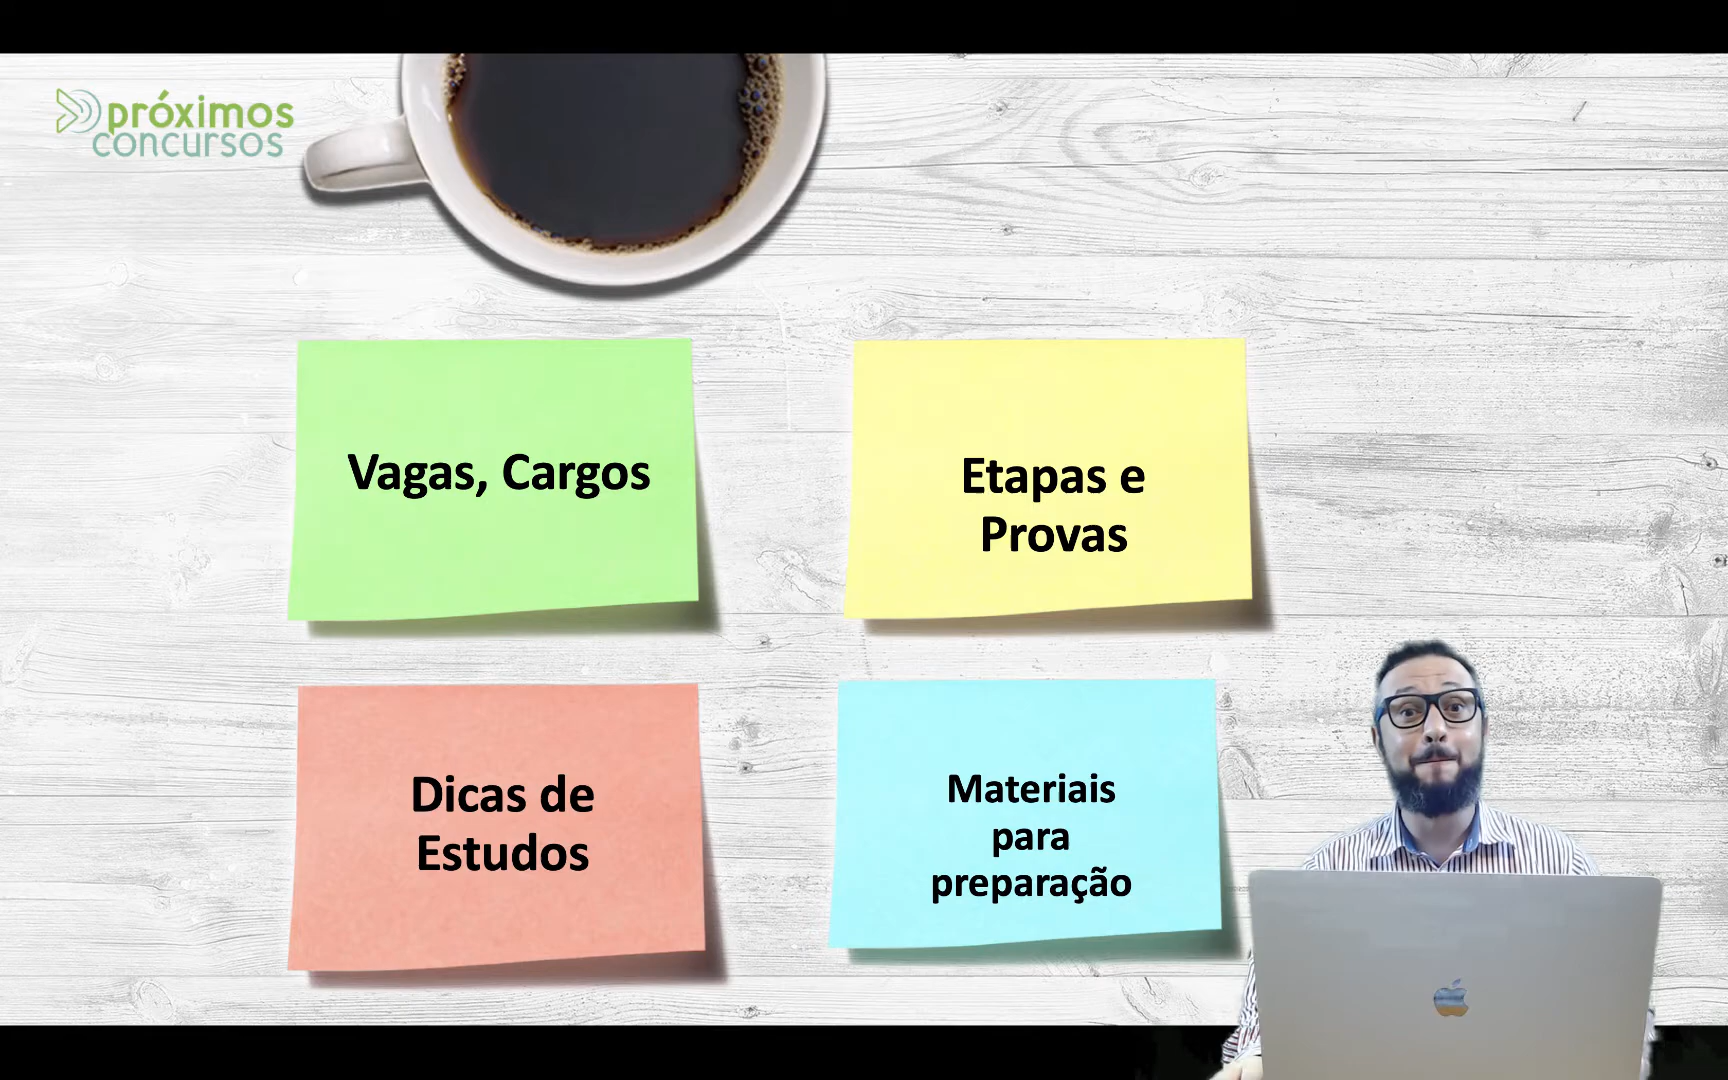 próximos
concursos
Vagas, Cargos
Etapas e
Provas
Dicas de
Estudos
Materiais
para
preparação